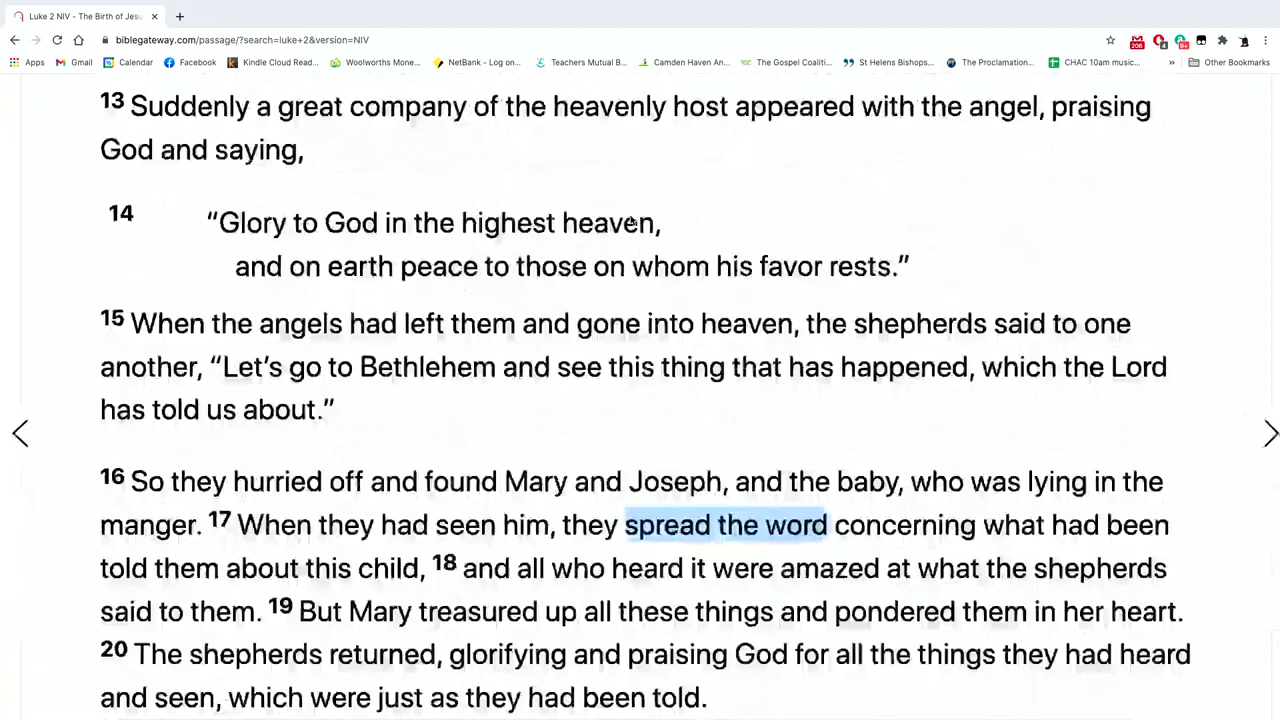 Luke 2 NIV - The Birth of Jesu
biblegateway.com/passage/?search=luke+2&version=NIV
Apps Gmail Calendar Facebook Kindle Cloud Read... Woolworths Mone... NetBank - Log on... Teachers Mutual B... Camden Haven An... The Gospel Coaliti... St Helens Bishops... The Proclamation... CHAC 10am music... » Other Bookmarks
13 Suddenly a great company of the heavenly host appeared with the angel, praising
God and saying,
14 “Glory to God in the highest heaven,
and on earth peace to those on whom his favor rests.”
15 When the angels had left them and gone into heaven, the shepherds said to one
another, “Let’s go to Bethlehem and see this thing that has happened, which the Lord
has told us about.”
16 So they hurried off and found Mary and Joseph, and the baby, who was lying in the
manger. 17 When they had seen him, they spread the word concerning what had been
told them about this child, 18 and all who heard it were amazed at what the shepherds
said to them. 19 But Mary treasured up all these things and pondered them in her heart.
20 The shepherds returned, glorifying and praising God for all the things they had heard
and seen, which were just as they had been told.